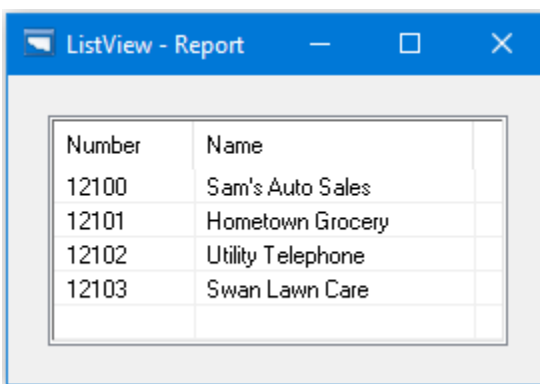 ListView - Report
Number Name
12100 Sam's Auto Sales
12101 Hometown Grocery
12102 Utility Telephone
12103 Swan Lawn Care